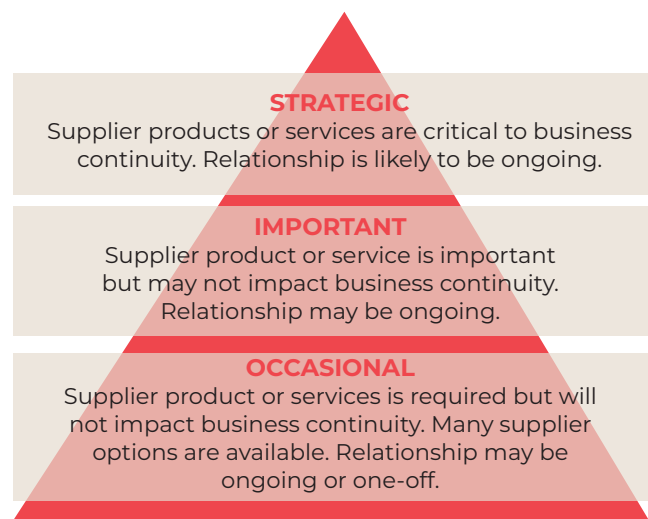 STRATEGIC
Supplier products or services are critical to business
continuity. Relationship is likely to be ongoing.
IMPORTANT
Supplier product or service is important
but may not impact business continuity.
Relationship may be ongoing.
OCCASIONAL
Supplier product or services is required but will
not impact business continuity. Many supplier
options are available. Relationship may be
ongoing or one-off.